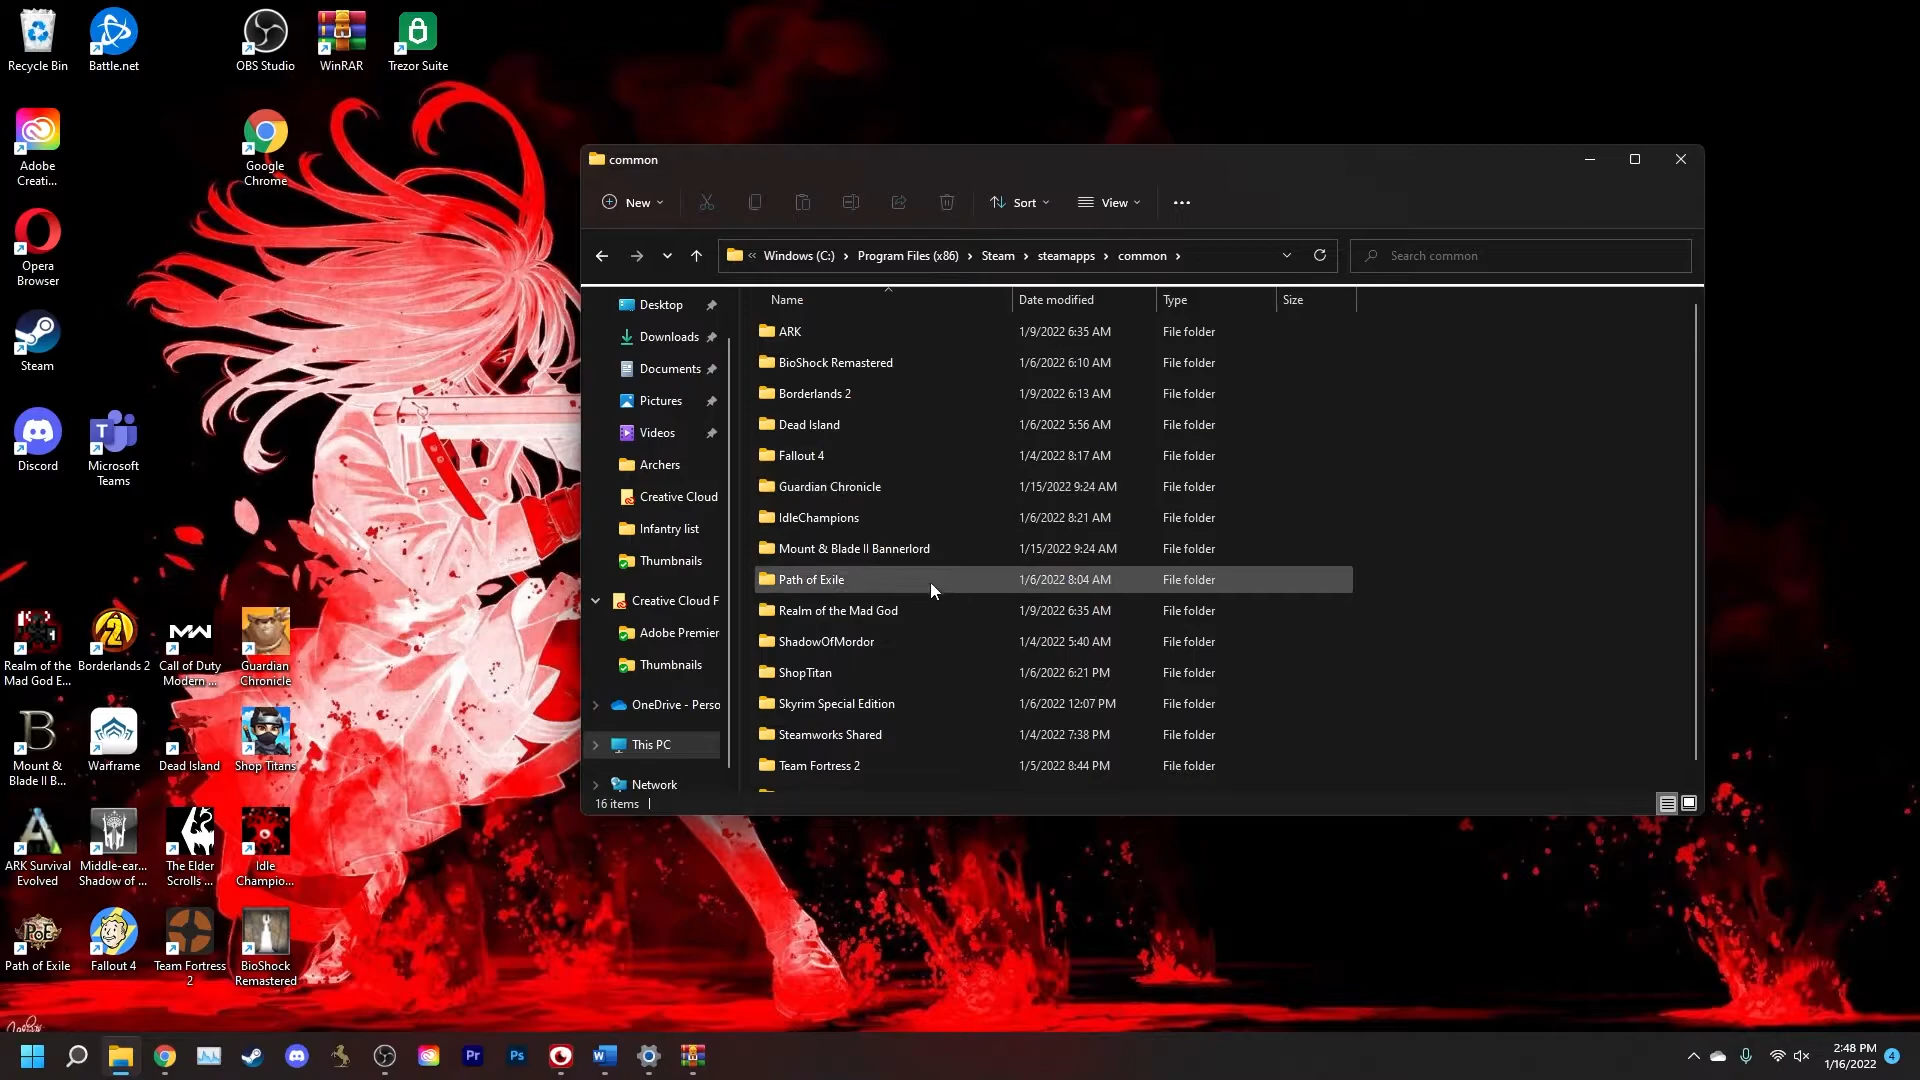 Recycle Bin
Battle.net
OBS Studio
WinRAR
Trezor Suite
Adobe
Creati...
Google
Chrome
Opera
Browser
Steam
Discord
Microsoft
Teams
Realm of the
Mad God E...
Borderlands 2
Call of Duty
Modern ...
Guardian
Chronicle
Mount &
Blade II B...
Warframe
Dead Island
Shop Titans
ARK Survival
Evolved
Middle-ear...
Shadow of ...
The Elder
Scrolls ...
Idle
Champio...
Path of Exile
Fallout 4
Team Fortress
2
BioShock
Remastered
common
New
Sort
View
« Windows (C:) › Program Files (x86) › Steam › steamapps › common ›
Search common
Desktop
Downloads
Documents
Pictures
Videos
Archers
Creative Cloud
Infantry list
Thumbnails
Creative Cloud F
Adobe Premier
Thumbnails
OneDrive - Perso
This PC
Network
Name Date modified Type Size
ARK 1/9/2022 6:35 AM File folder
BioShock Remastered 1/6/2022 6:10 AM File folder
Borderlands 2 1/9/2022 6:13 AM File folder
Dead Island 1/6/2022 5:56 AM File folder
Fallout 4 1/4/2022 8:17 AM File folder
Guardian Chronicle 1/15/2022 9:24 AM File folder
IdleChampions 1/6/2022 8:21 AM File folder
Mount & Blade II Bannerlord 1/15/2022 9:24 AM File folder
Path of Exile 1/6/2022 8:04 AM File folder
Realm of the Mad God 1/9/2022 6:35 AM File folder
ShadowOfMordor 1/4/2022 5:40 AM File folder
ShopTitan 1/6/2022 6:21 PM File folder
Skyrim Special Edition 1/6/2022 12:07 PM File folder
Steamworks Shared 1/4/2022 7:38 PM File folder
Team Fortress 2 1/5/2022 8:44 PM File folder
16 items
Pr
Ps
2:48 PM
1/16/2022
4